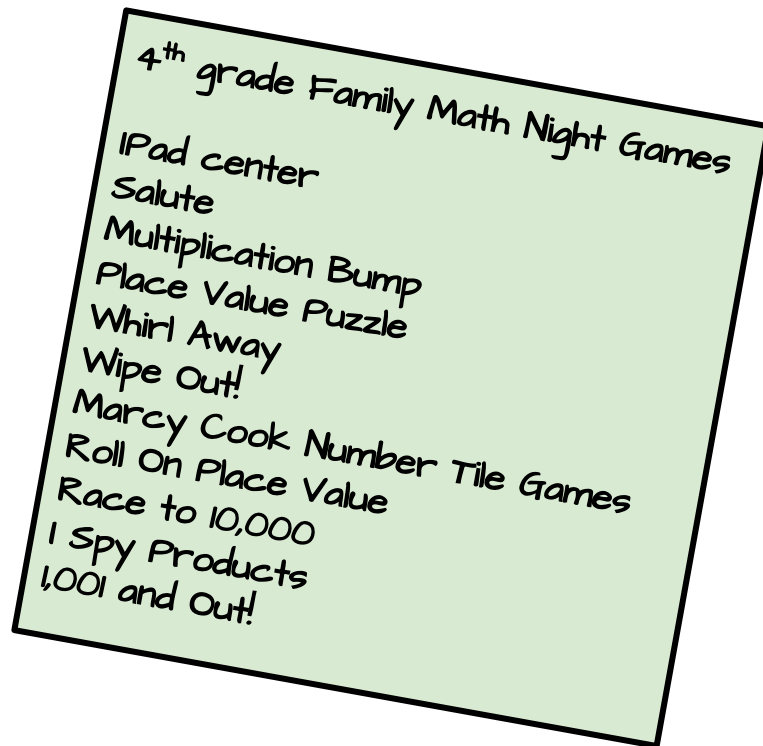 4th grade Family Math Night Games
IPad center
Salute
Multiplication Bump
Place Value Puzzle
Whirl Away
Wipe Out!
Marcy Cook Number Tile Games
Roll On Place Value
Race to 10,000
I Spy Products
1,001 and Out!